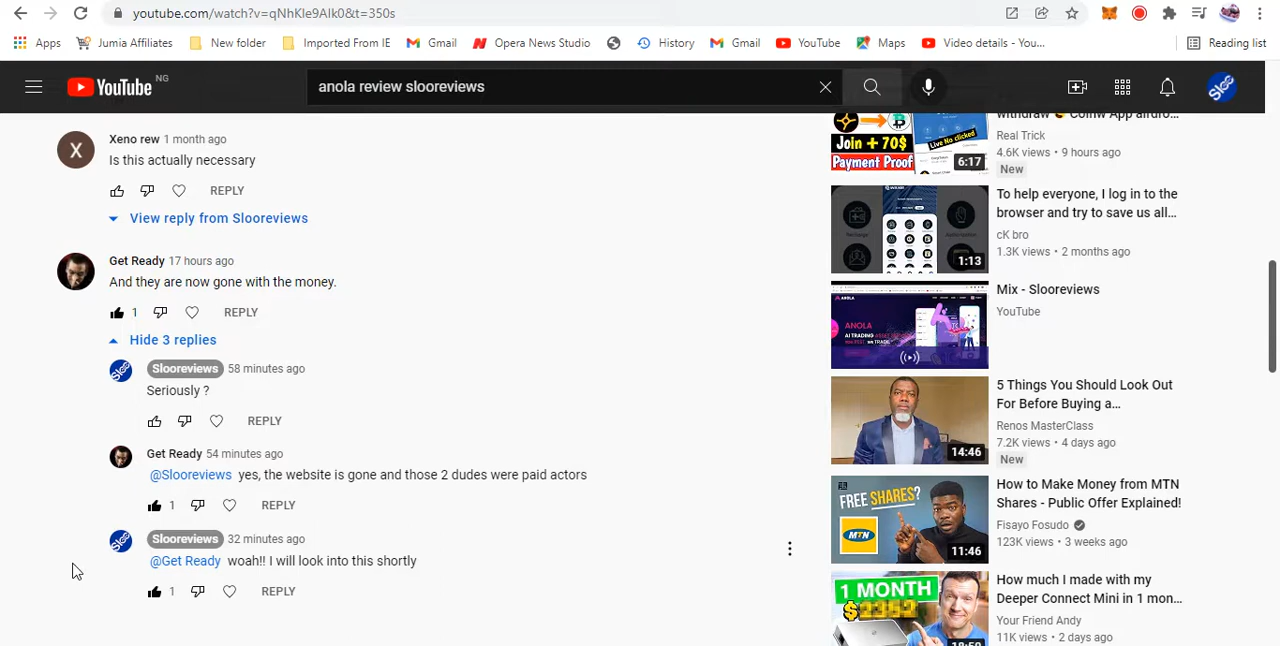 youtube.com/watch?v=qNhKle9AIk0&t=350s
Apps Jumia Affiliates New folder Imported From IE Gmail Opera News Studio History Gmail YouTube Maps Video details - You... Reading list
YouTube NG
anola review slooreviews
Sloo
Xeno rew 1 month ago
X
Is this actually necessary
REPLY
View reply from Slooreviews
Get Ready 17 hours ago
And they are now gone with the money.
1 REPLY
Hide 3 replies
Slooreviews 58 minutes ago
Seriously ?
REPLY
Get Ready 54 minutes ago
@Slooreviews yes, the website is gone and those 2 dudes were paid actors
1 REPLY
Slooreviews 32 minutes ago
@Get Ready woah!! I will look into this shortly
1 REPLY
Join + 70$
Live No clicked
Payment Proof
6:17
Real Trick
4.6K views • 9 hours ago
New
1:13
To help everyone, I log in to the
browser and try to save us all...
cK bro
1.3K views • 2 months ago
ANOLA
ANOLA
Mix - Slooreviews
YouTube
14:46
5 Things You Should Look Out
For Before Buying a...
Renos MasterClass
7.2K views • 4 days ago
New
FREE SHARES?
MTN
11:46
How to Make Money from MTN
Shares - Public Offer Explained!
Fisayo Fosudo
123K views • 3 weeks ago
1 MONTH
18:59
How much I made with my
Deeper Connect Mini in 1 mon...
Your Friend Andy
11K views • 2 days ago